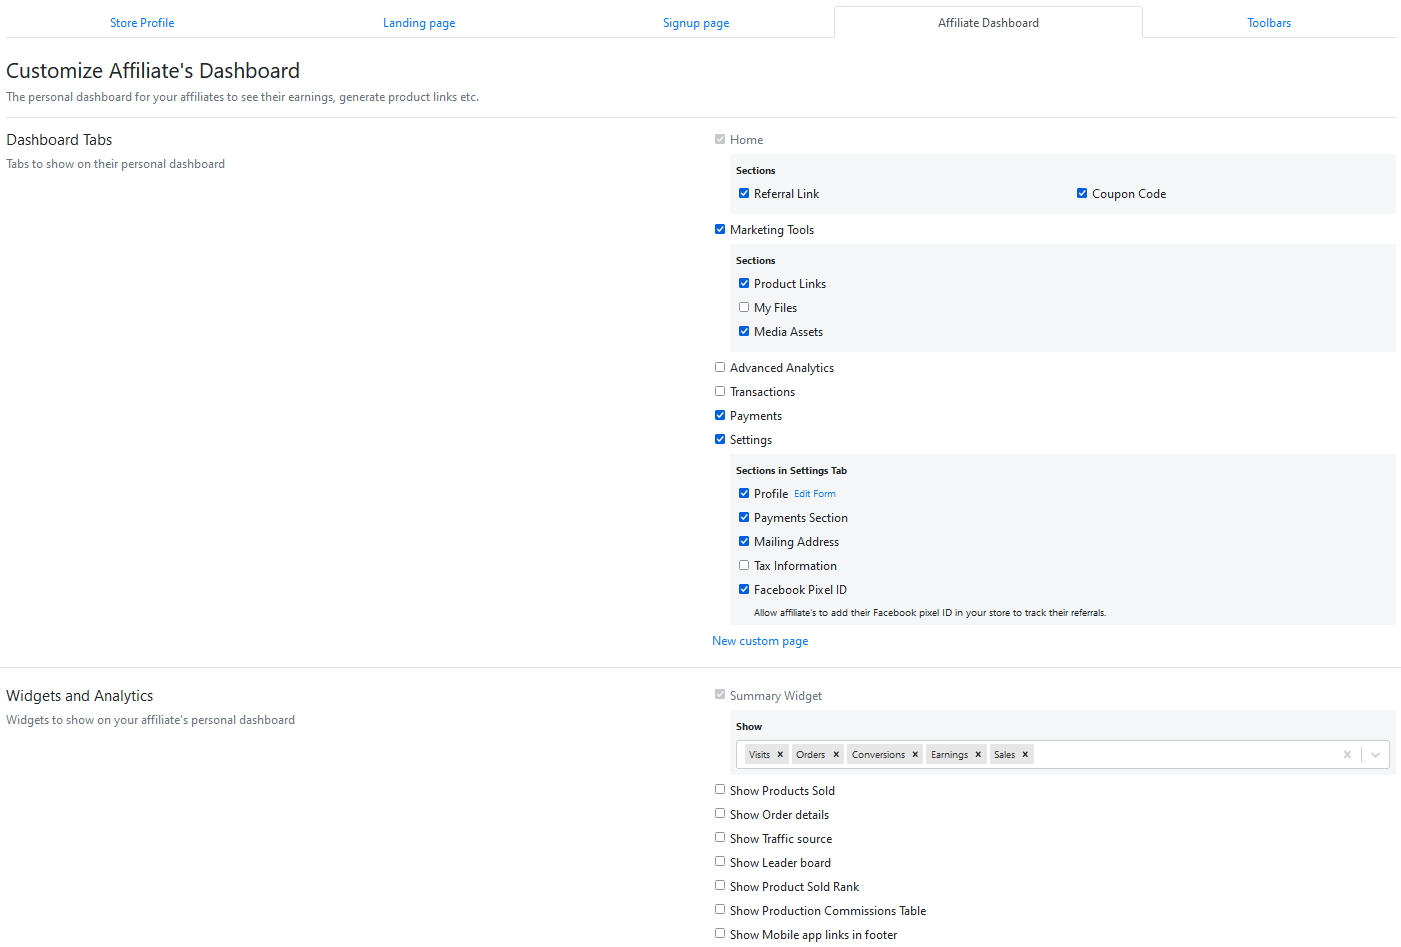 Store Profile Landing page Signup page Affiliate Dashboard Toolbars
Customize Affiliate's Dashboard
The personal dashboard for your affiliates to see their earnings, generate product links etc.
Dashboard Tabs
Tabs to show on their personal dashboard
Home
Sections
Referral Link Coupon Code
Marketing Tools
Sections
Product Links
My Files
Media Assets
Advanced Analytics
Transactions
Payments
Settings
Sections in Settings Tab
Profile Edit Form
Payments Section
Mailing Address
Tax Information
Facebook Pixel ID
Allow affiliate's to add their Facebook pixel ID in your store to track their referrals.
New custom page
Widgets and Analytics
Widgets to show on your affiliate's personal dashboard
Summary Widget
Show
Visits Orders Conversions Earnings Sales
Show Products Sold
Show Order details
Show Traffic source
Show Leader board
Show Product Sold Rank
Show Production Commissions Table
Show Mobile app links in footer